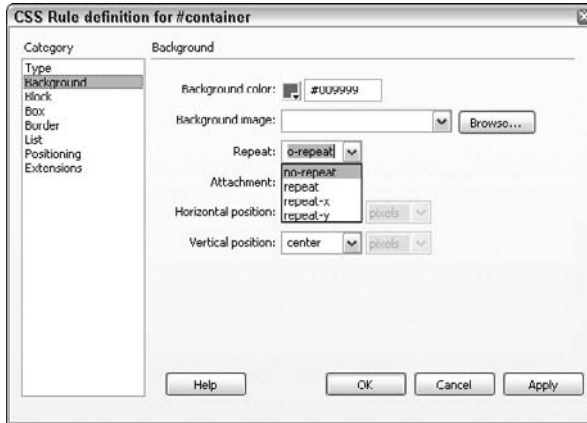 CSS Rule definition for #container
Category
Background
Type
Background
Block
Box
Border
List
Positioning
Extensions
Background color: #009999
Background image: Browse...
Repeat: o-repeat
no-repeat
repeat
repeat-x
repeat-y
Attachment:
Horizontal position: pixels
Vertical position: center pixels
Help OK Cancel Apply